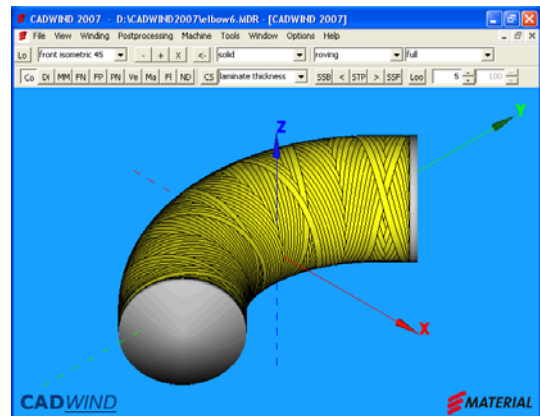 CADWIND 2007 - D:\CADWIND2007\elbow6.MDR - [CADWIND 2007]
File View Winding Postprocessing Machine Tools Window Options Help
Lo front isometric 45 - + X <- solid roving full
Co DI MM FN FP PN Ve Ma Fl ND CS laminate thickness SSB < STP > SSF Loo 5 100
Z
Y
X
CADWIND
MATERIAL